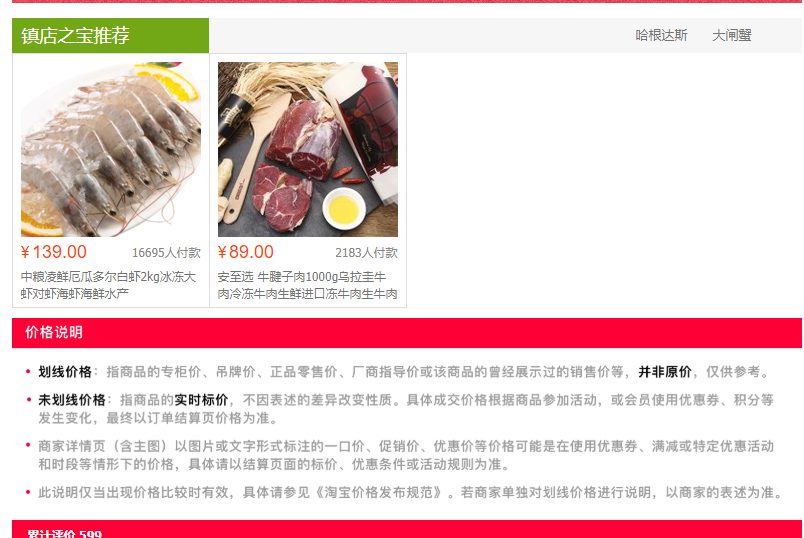 镇店之宝推荐
哈根达斯 大闸蟹
¥139.00 16695人付款
中粮凌鲜厄瓜多尔白虾2kg冰冻大
虾对虾海虾海鲜水产
¥89.00 2183人付款
安至选 牛腱子肉1000g乌拉圭牛
肉冷冻牛肉生鲜进口冻牛肉生牛肉
价格说明
• 划线价格：指商品的专柜价、吊牌价、正品零售价、厂商指导价或该商品的曾经展示过的销售价等，并非原价，仅供参考。
• 未划线价格：指商品的实时标价，不因表述的差异改变性质。具体成交价格根据商品参加活动，或会员使用优惠券、积分等
发生变化，最终以订单结算页价格为准。
• 商家详情页（含主图）以图片或文字形式标注的一口价、促销价、优惠价等价格可能是在使用优惠券、满减或特定优惠活动
和时段等情形下的价格，具体请以结算页面的标价、优惠条件或活动规则为准。
• 此说明仅当出现价格比较时有效，具体请参见《淘宝价格发布规范》。若商家单独对划线价格进行说明，以商家的表述为准。
累计评价 599